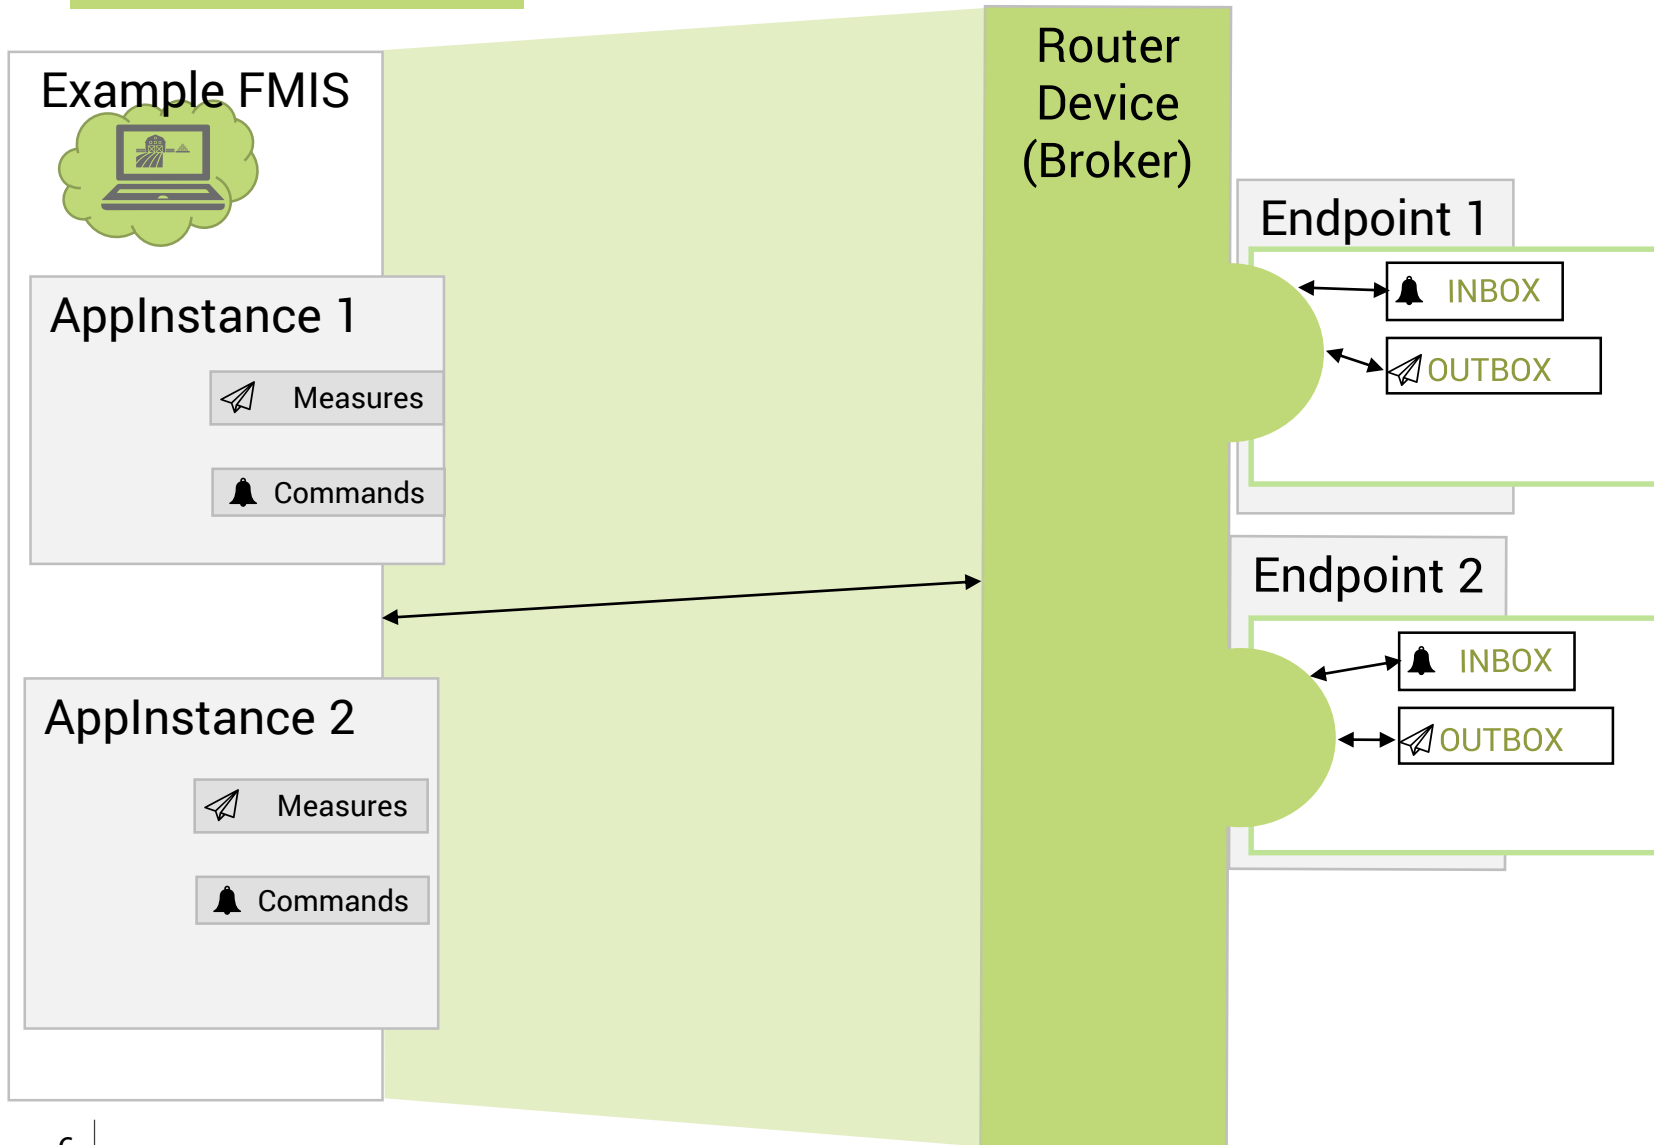 Example FMIS
AppInstance 1
Measures
Commands
AppInstance 2
Measures
Commands
Router
Device
(Broker)
Endpoint 1
INBOX
OUTBOX
Endpoint 2
INBOX
OUTBOX